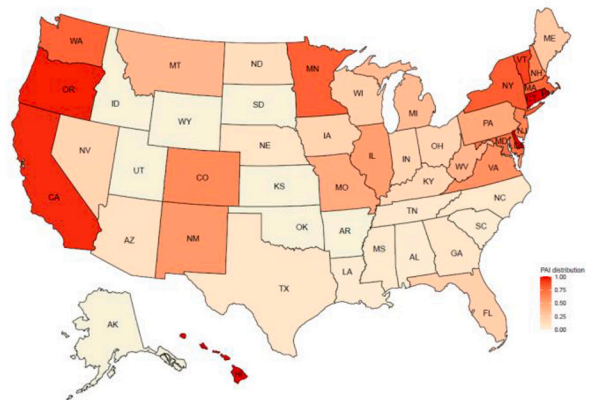 WA
OR
CA
NV
ID
MT
WY
UT
AZ
CO
NM
ND
SD
NE
KS
OK
TX
MN
IA
MO
AR
LA
WI
IL
MI
IN
OH
KY
TN
MS
AL
GA
FL
SC
NC
VA
WV
PA
NY
VT
NH
ME
MA
NJ
MD
AK
PAI distribution
1.00
0.75
0.50
0.25
0.00